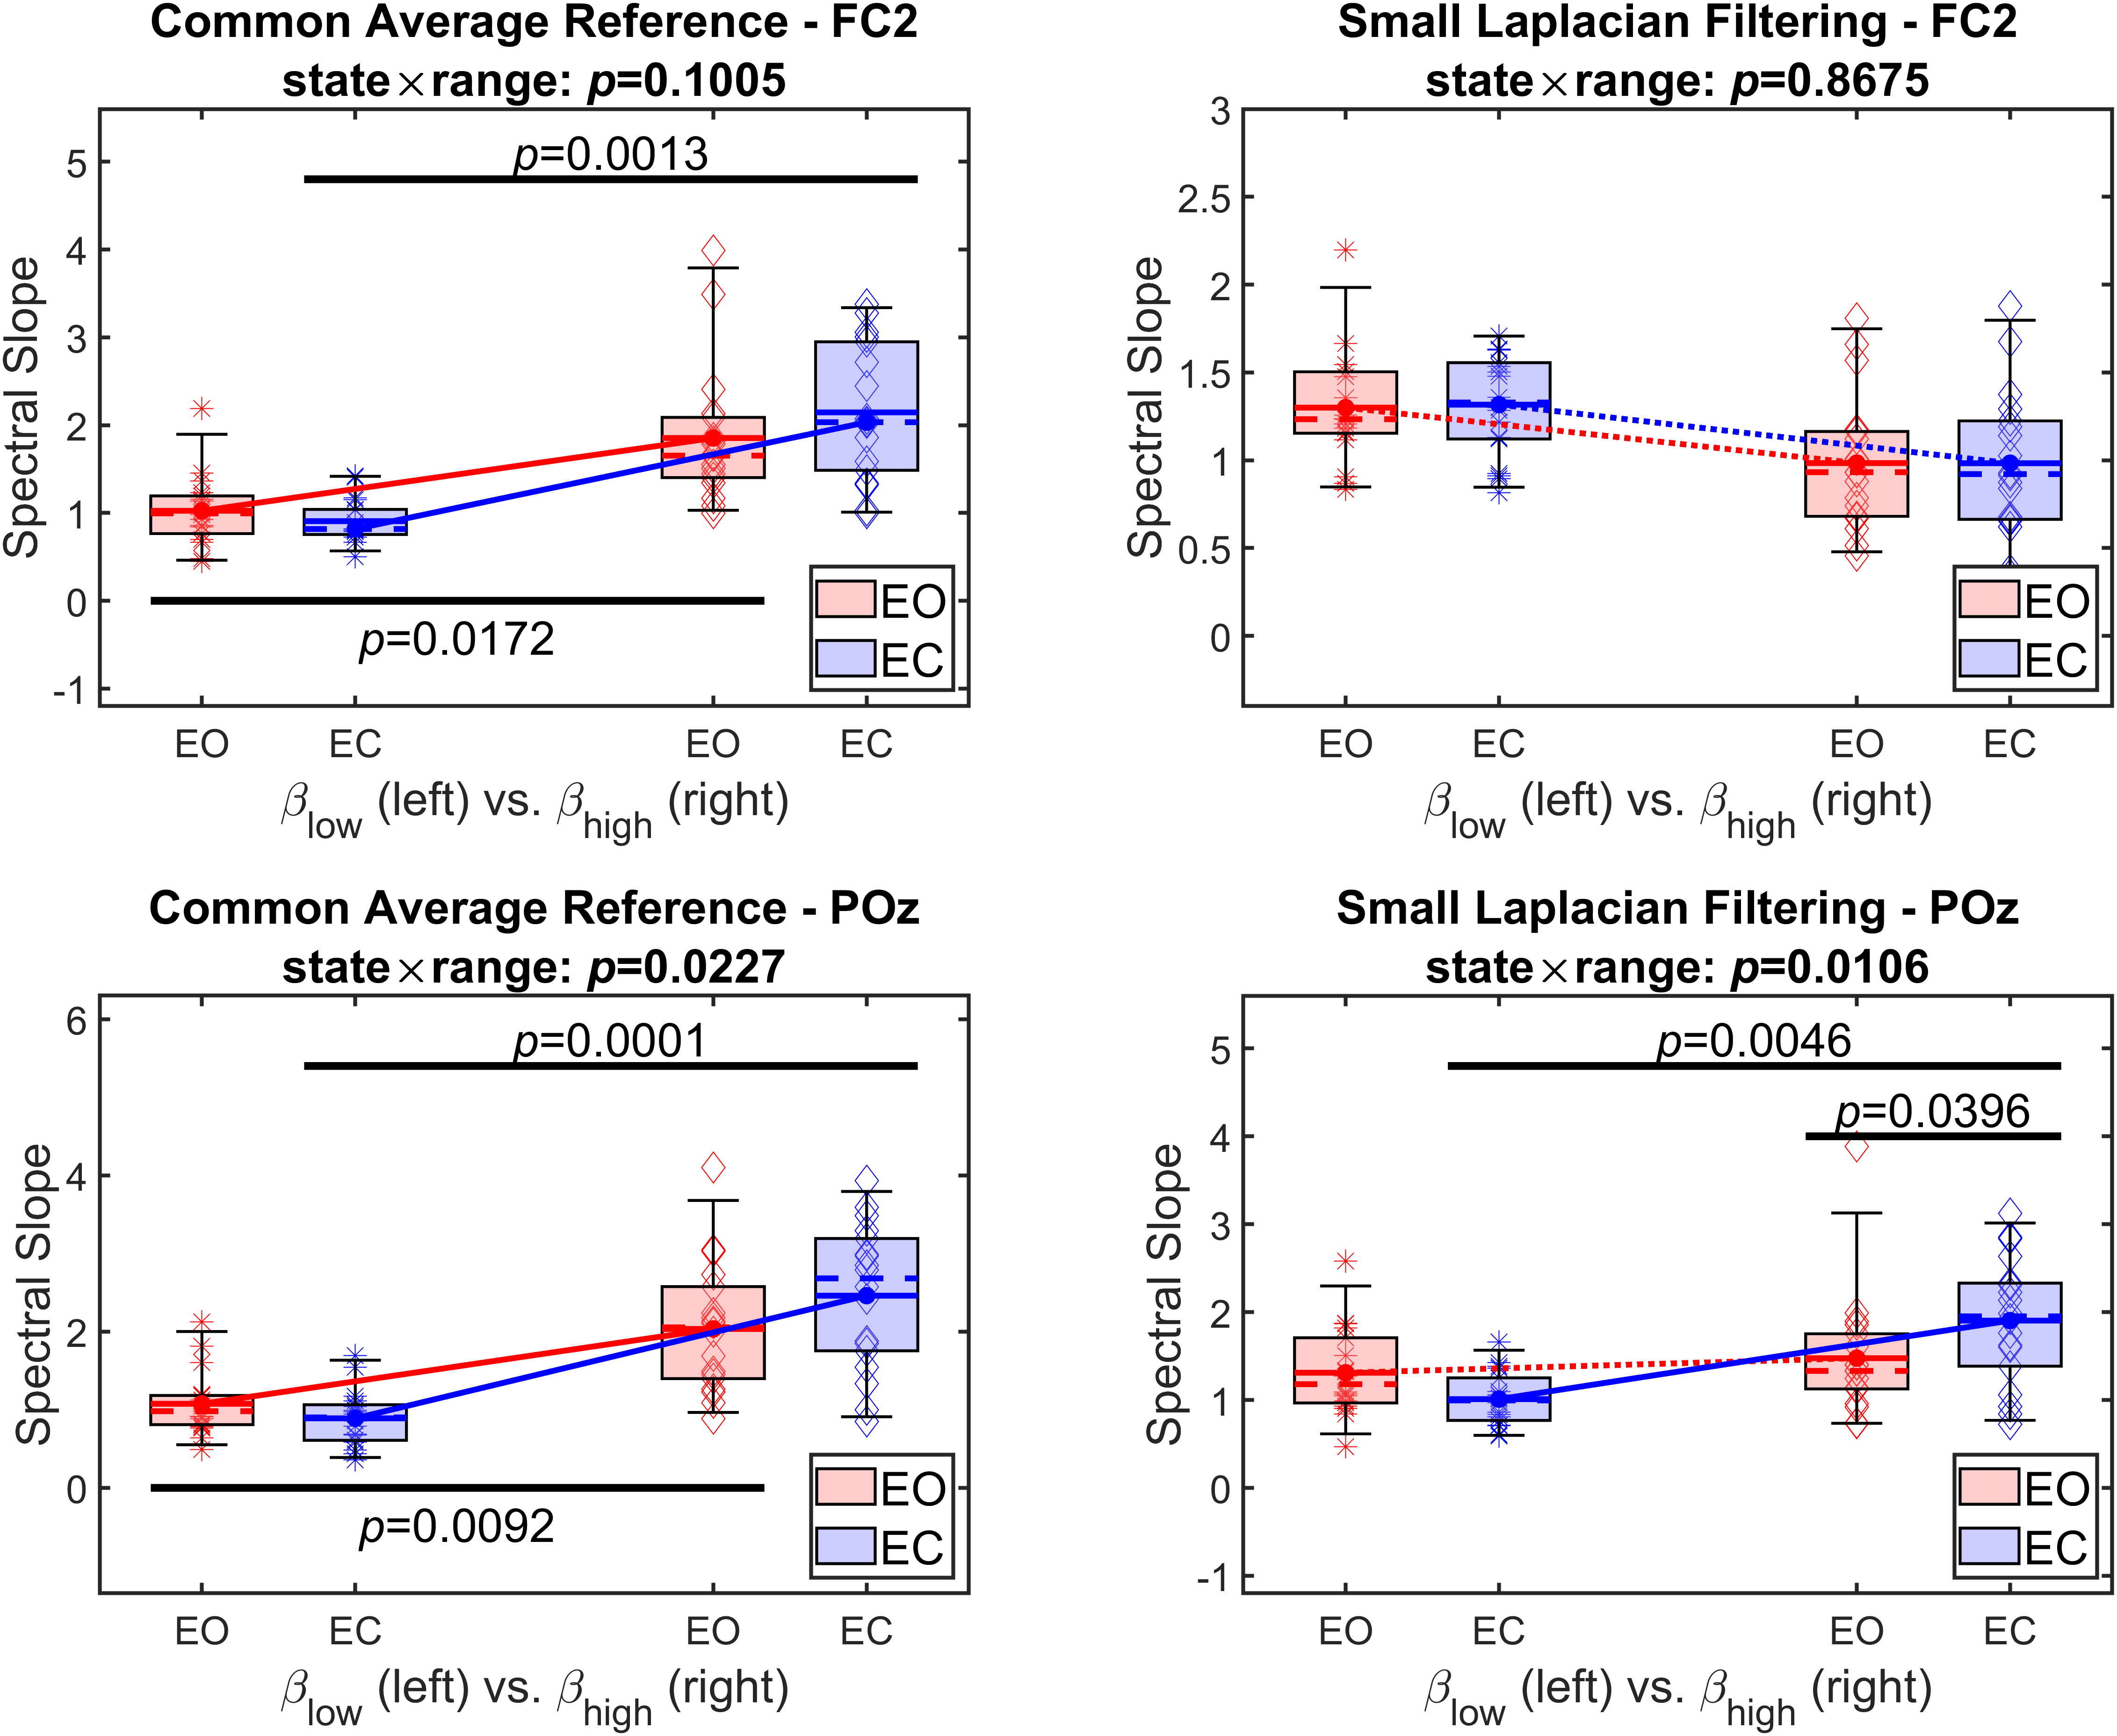 Common Average Reference - FC2
state×range: p=0.1005
p=0.0013
5
4
3
2
1
0
-1
Spectral Slope
p=0.0172
EO
EC
EO EC EO EC
βlow (left) vs. βhigh (right)
Small Laplacian Filtering - FC2
state×range: p=0.8675
3
2.5
2
1.5
1
0.5
0
Spectral Slope
EO
EC
EO EC EO EC
βlow (left) vs. βhigh (right)
Common Average Reference - POz
state×range: p=0.0227
p=0.0001
6
4
2
0
Spectral Slope
p=0.0092
EO
EC
EO EC EO EC
βlow (left) vs. βhigh (right)
Small Laplacian Filtering - POz
state×range: p=0.0106
p=0.0046
p=0.0396
5
4
3
2
1
0
-1
Spectral Slope
EO
EC
EO EC EO EC
βlow (left) vs. βhigh (right)